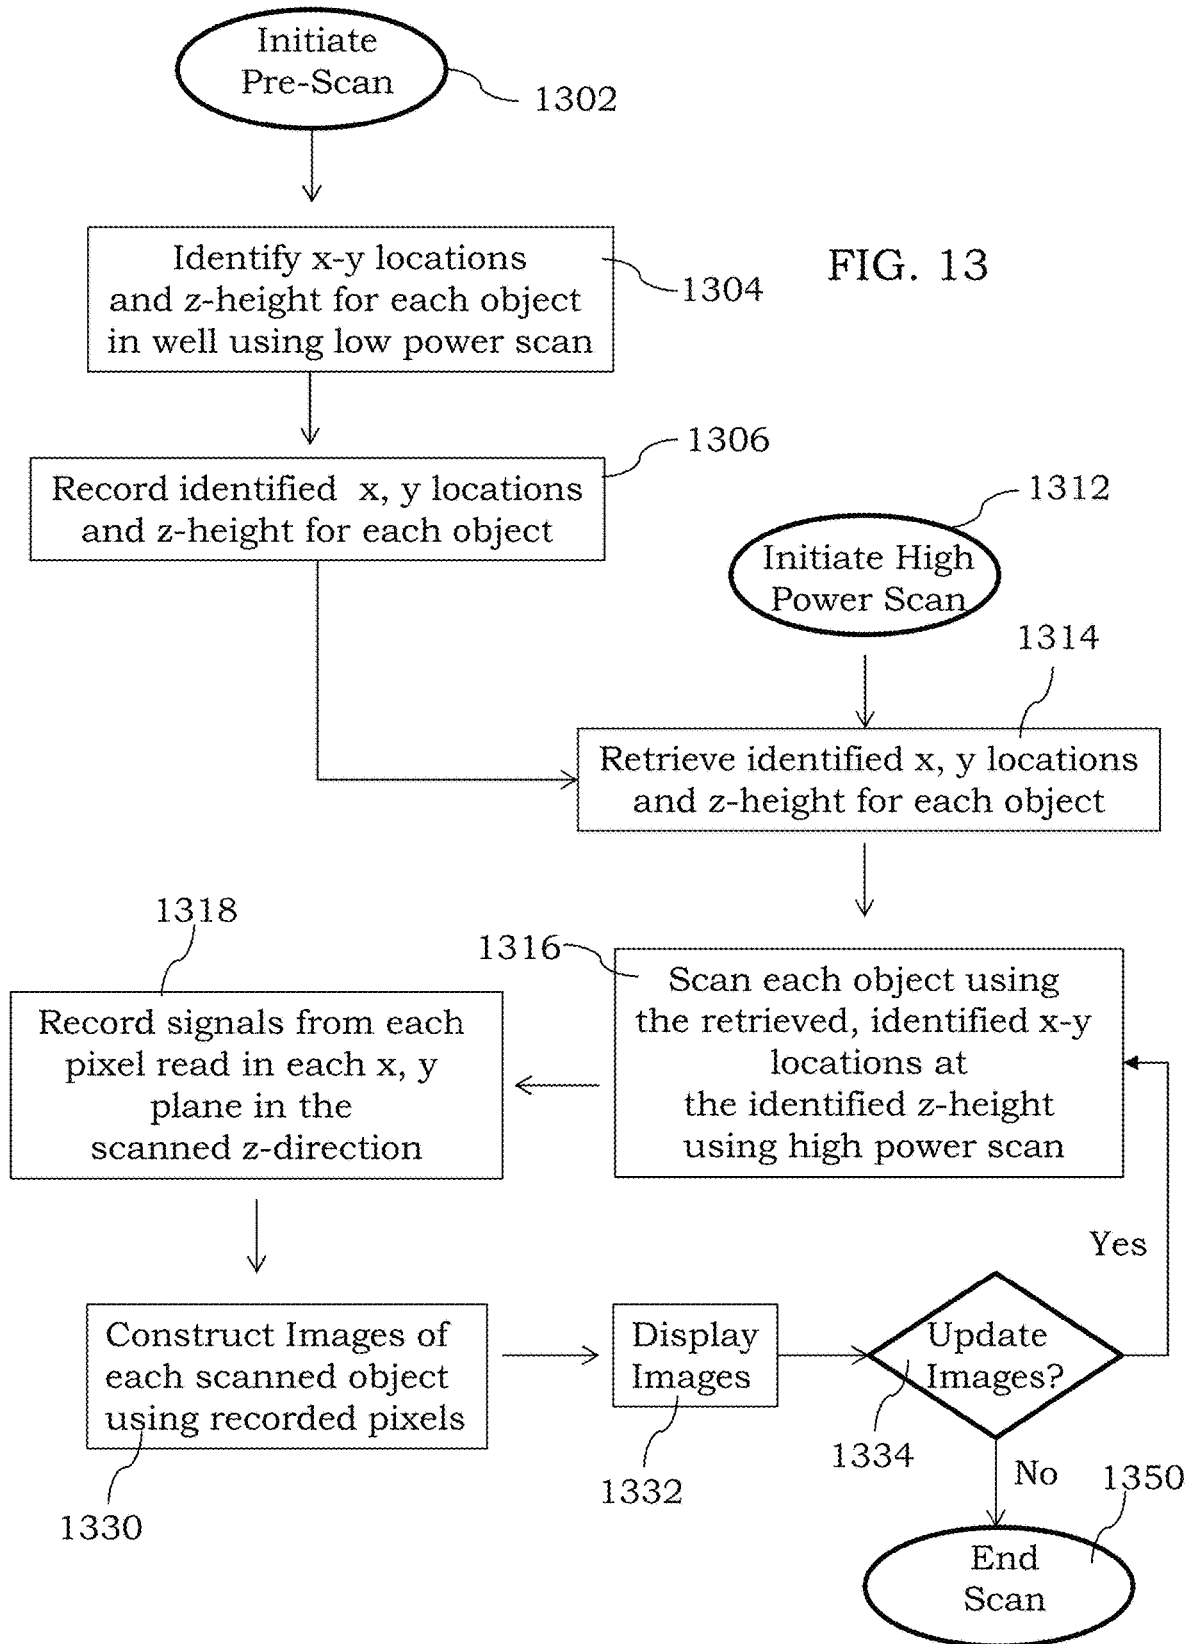 Initiate
Pre-Scan
1302
Identify x-y locations
and z-height for each object
in well using low power scan
1304
FIG. 13
1306
Record identified x, y locations
and z-height for each object
1312
Initiate High
Power Scan
1314
Retrieve identified x, y locations
and z-height for each object
1318
1316
Scan each object using
the retrieved, identified x-y
locations at
the identified z-height
using high power scan
Record signals from each
pixel read in each x, y
plane in the
scanned z-direction
Yes
Construct Images of
each scanned object
using recorded pixels
1330
Display
Images
1332
Update
Images?
1334
No
1350
End
Scan